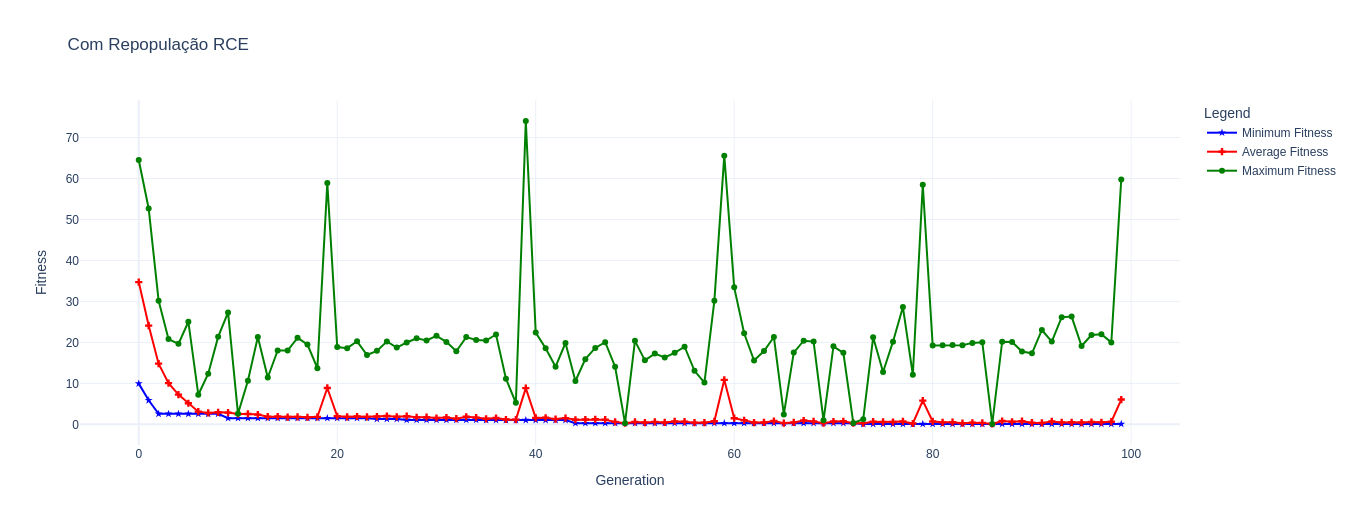 Com Repopulação RCE
Legend
Minimum Fitness
Average Fitness
Maximum Fitness
70
60
50
40
30
20
10
0
Fitness
0
20
40
60
80
100
Generation